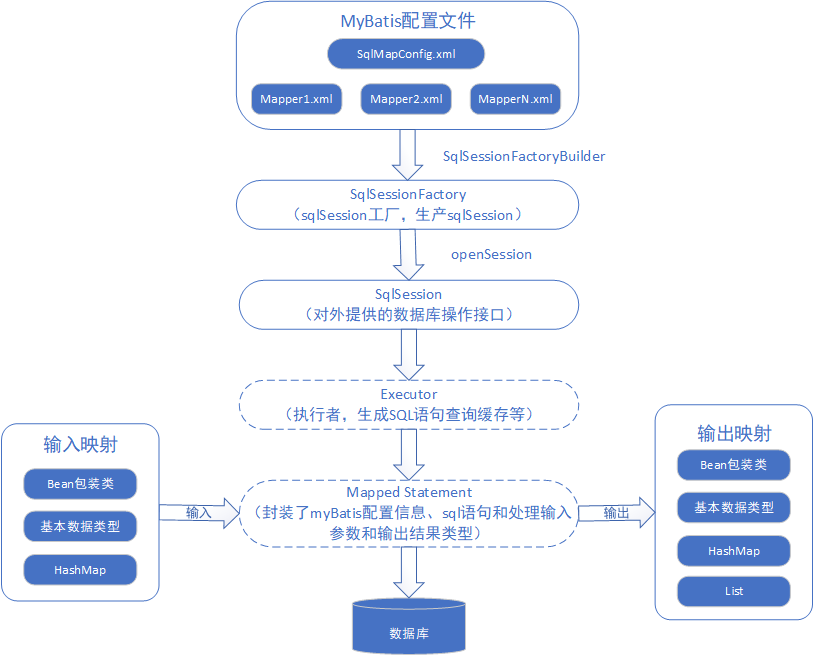 MyBatis配置文件
SqlMapConfig.xml
Mapper1.xml
Mapper2.xml
MapperN.xml
SqlSessionFactoryBuilder
SqlSessionFactory
（sqlSession工厂，生产sqlSession）
openSession
SqlSession
（对外提供的数据库操作接口）
Executor
（执行者，生成SQL语句查询缓存等）
输入映射
Bean包装类
基本数据类型
HashMap
输入
Mapped Statement
（封装了myBatis配置信息、sql语句和处理输入
参数和输出结果类型）
输出
输出映射
Bean包装类
基本数据类型
HashMap
List
数据库